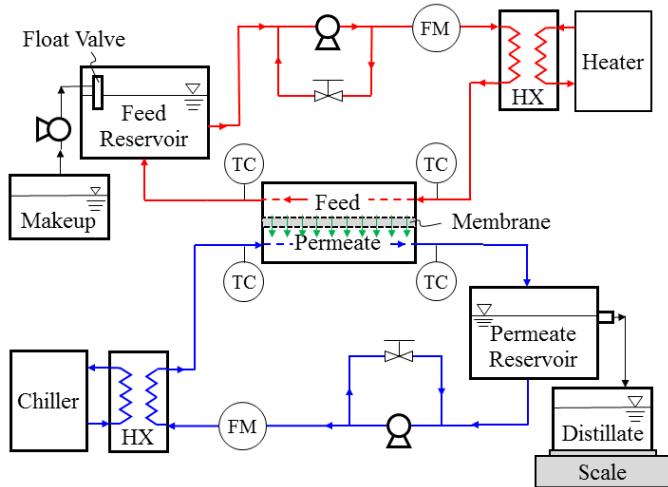 Float Valve
FM
Feed
Reservoir
HX
Heater
Makeup
TC
TC
Feed
Membrane
Permeate
TC
TC
Permeate
Reservoir
Chiller
HX
FM
Distillate
Scale